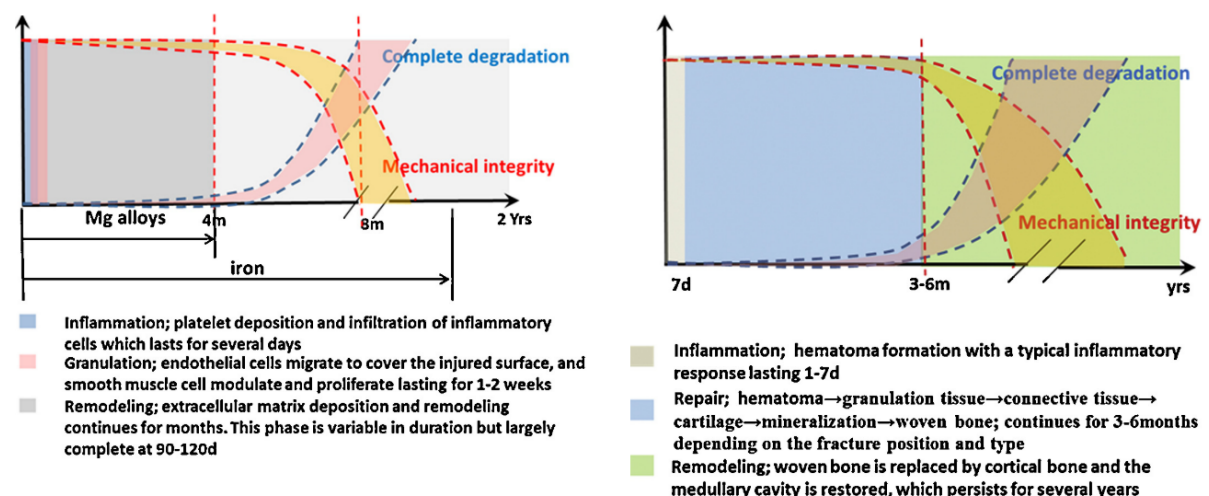 Complete degradation
Mechanical integrity
Mg alloys
4m
8m
2 Yrs
iron
Inflammation; platelet deposition and infiltration of inflammatory
cells which lasts for several days
Granulation; endothelial cells migrate to cover the injured surface, and
smooth muscle cell modulate and proliferate lasting for 1-2 weeks
Remodeling; extracellular matrix deposition and remodeling
continues for months. This phase is variable in duration but largely
complete at 90-120d
Complete degradation
Mechanical integrity
7d
3-6m
yrs
Inflammation; hematoma formation with a typical inflammatory
response lasting 1-7d
Repair; hematoma→granulation tissue→connective tissue→
cartilage→mineralization→woven bone; continues for 3-6months
depending on the fracture position and type
Remodeling; woven bone is replaced by cortical bone and the
medullary cavity is restored, which persists for several years